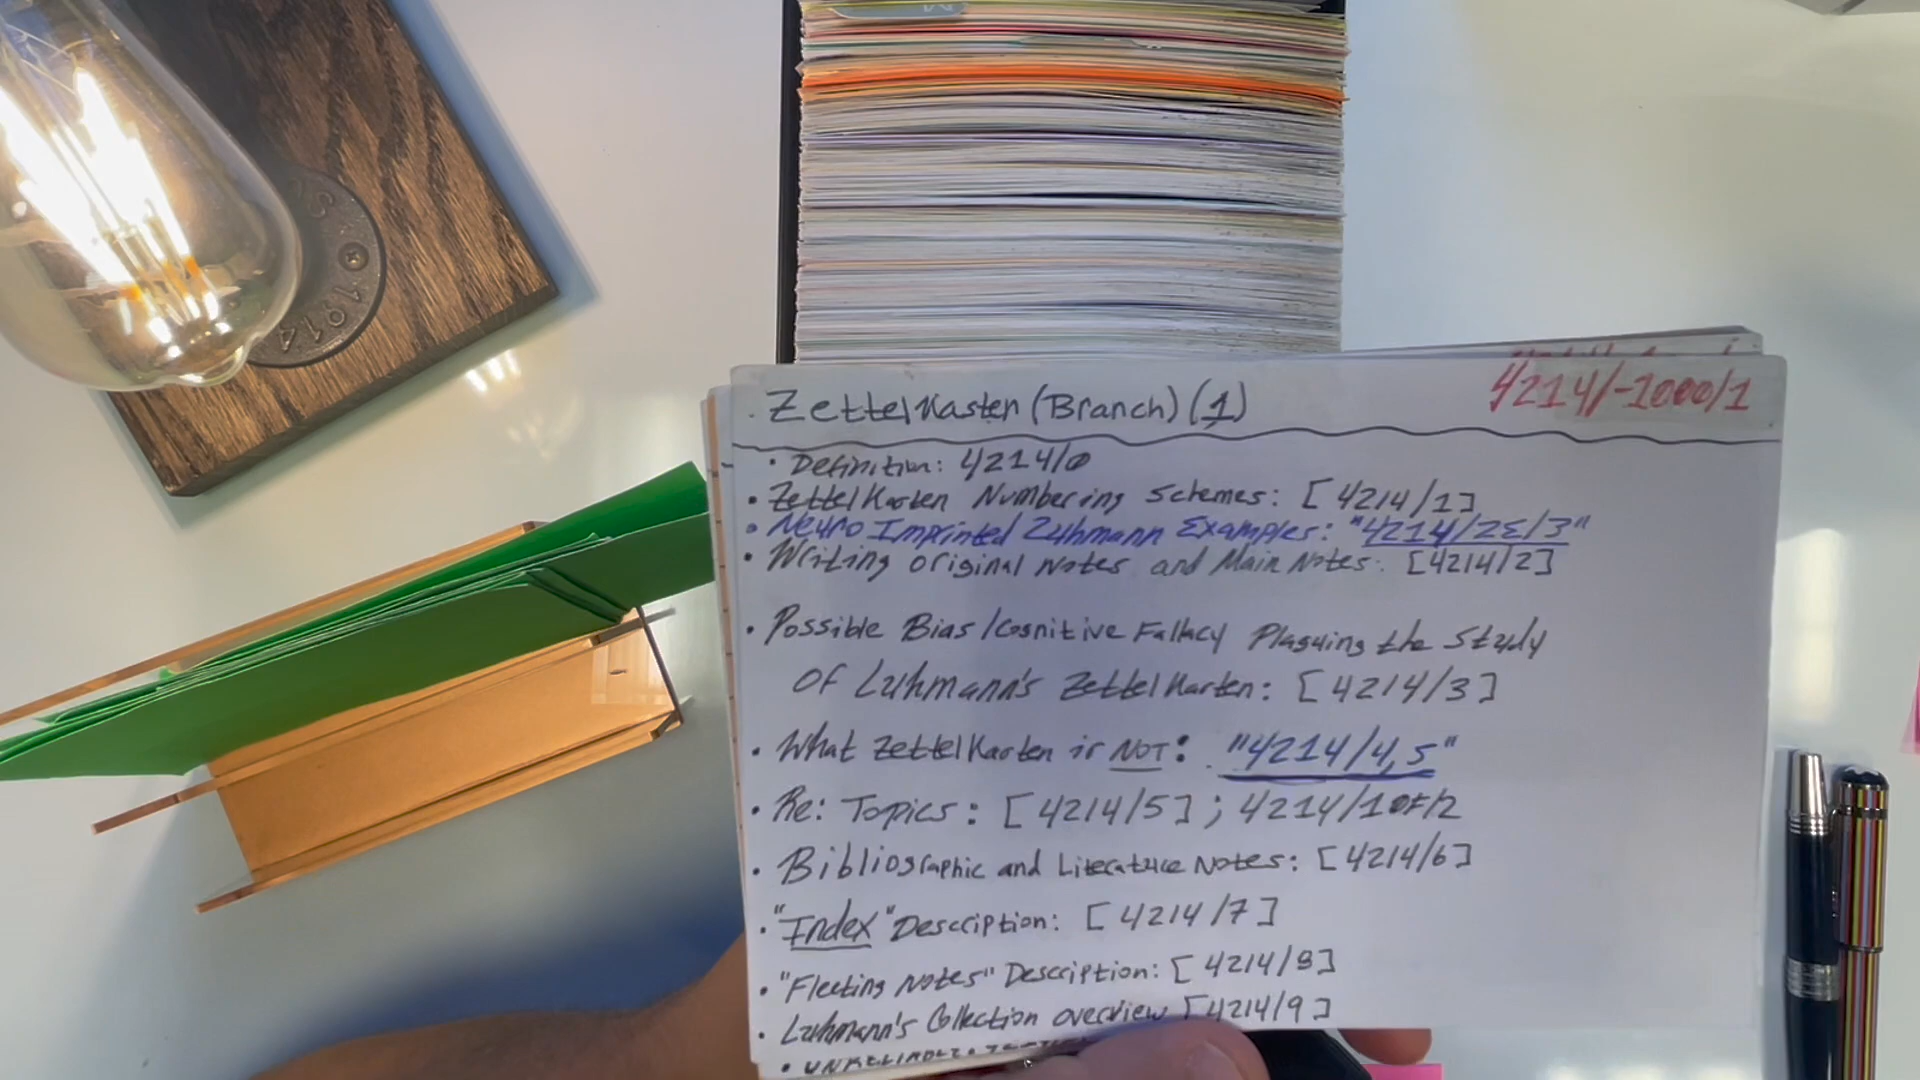 Zettelkasten (Branch) (1)
4214/-1000/1
• Definition: 4214/0
• Zettelkasten Numbering Schemes: [4214/1]
• Neuro Imprinted Luhmann Examples: "4214/2E/3"
• Writing original notes and Main Notes: [4214/2]
• Possible Bias/Cognitive Fallacy Plaguing the Study
of Luhmann's Zettelkasten: [4214/3]
• What Zettelkasten is NOT: "4214/4,5"
• Re: Topics: [4214/5]; 4214/1
• Bibliographic and Literature Notes: [4214/6]
• "Index" Description: [4214/7]
• "Fleeting Notes" Description: [4214/8]
• Luhmann's Collection overview [4214/9]
1914